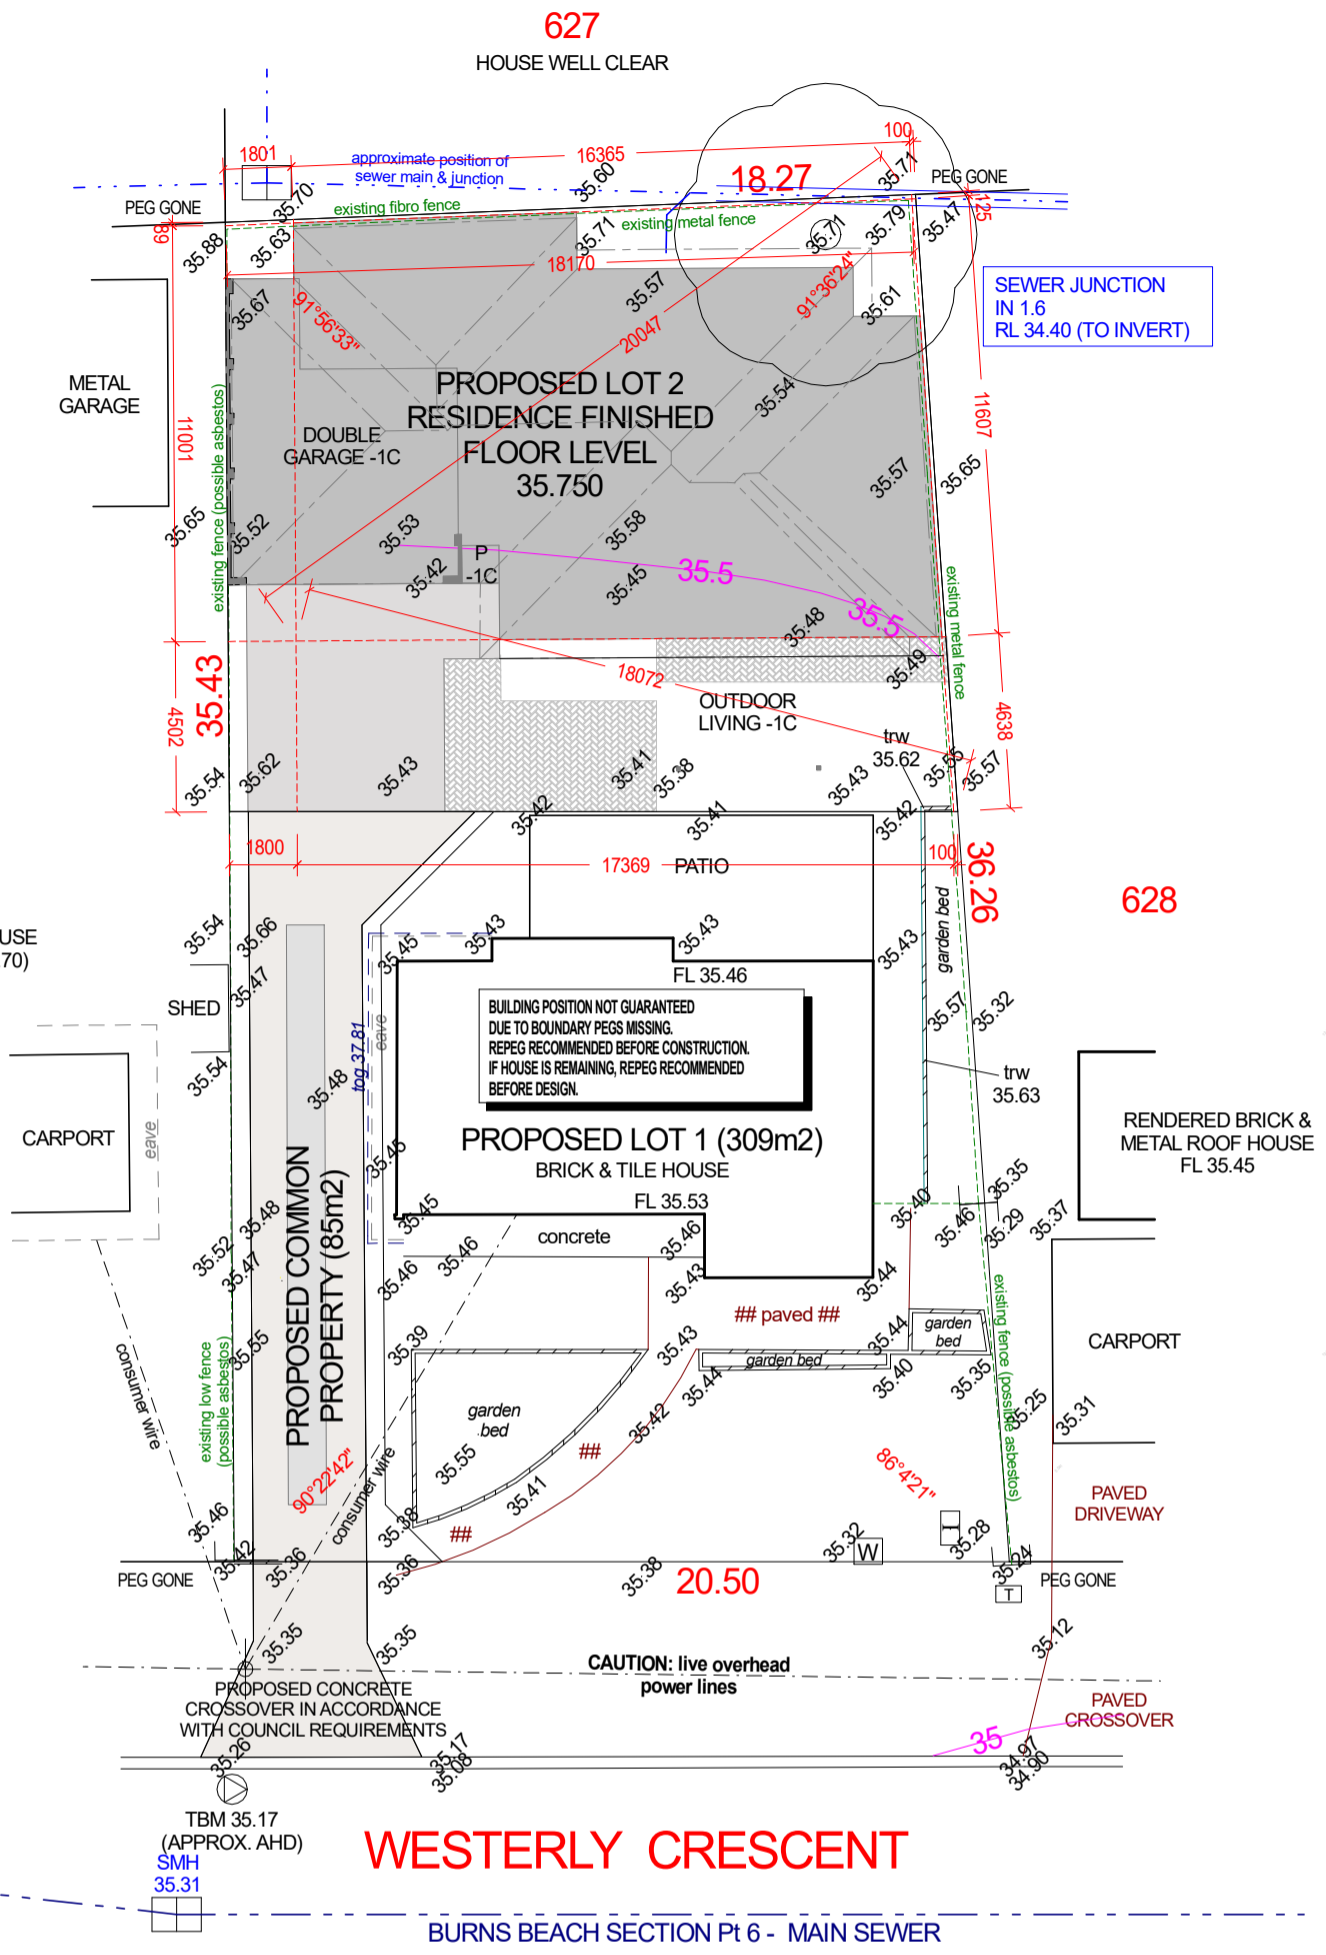 627
HOUSE WELL CLEAR
100
1801
16365
approximate position of
sewer main & junction
35.60
18.27
35.71
PEG GONE
PEG GONE
35.70
existing fibro fence
existing metal fence
125
89
35.88
35.63
35.71
35.71
35.79
35.47
18170
35.57
91°36'24"
35.61
SEWER JUNCTION
IN 1.6
RL 34.40 (TO INVERT)
35.67
91°56'33"
20047
METAL
GARAGE
PROPOSED LOT 2
RESIDENCE FINISHED
FLOOR LEVEL
35.750
35.54
11607
11001
existing fence (possible asbestos)
DOUBLE
GARAGE -1C
35.57
35.65
35.65
35.52
35.53
35.58
P
-1C
35.42
35.45
35.5
35.5
existing metal fence
35.48
35.49
35.43
4502
18072
OUTDOOR
LIVING -1C
4638
trw
35.62
35.54
35.62
35.43
35.41
35.38
35.43
35.55
35.57
35.42
35.41
35.42
1800
17369
PATIO
100
36.26
628
garden bed
USE
70)
35.54
35.66
35.45
35.43
35.43
35.43
FL 35.46
35.47
SHED
BUILDING POSITION NOT GUARANTEED
DUE TO BOUNDARY PEGS MISSING.
REPEG RECOMMENDED BEFORE CONSTRUCTION.
IF HOUSE IS REMAINING, REPEG RECOMMENDED
BEFORE DESIGN.
35.57
35.32
eave
tog 37.81
35.54
35.48
trw
35.63
CARPORT
eave
PROPOSED LOT 1 (309m2)
BRICK & TILE HOUSE
RENDERED BRICK &
METAL ROOF HOUSE
FL 35.45
35.45
35.35
FL 35.53
35.45
35.40
35.48
concrete
35.46
35.46
35.46
35.29
35.37
35.52
35.47
PROPOSED COMMON
PROPERTY (85m2)
35.46
35.43
35.44
## paved ##
existing fence (possible asbestos)
garden
bed
CARPORT
35.55
35.39
35.43
35.44
garden bed
35.44
35.40
35.35
consumer wire
existing low fence
(possible asbestos)
garden
bed
35.42
35.25
35.31
##
35.55
90°22'42"
consumer wire
35.41
86°4'21"
PAVED
DRIVEWAY
35.46
35.38
##
35.32
W
35.28
35.42
35.36
35.36
35.38
20.50
35.24
PEG GONE
PEG GONE
T
35.35
35.35
35.12
CAUTION: live overhead
power lines
PROPOSED CONCRETE
CROSSOVER IN ACCORDANCE
WITH COUNCIL REQUIREMENTS
PAVED
CROSSOVER
35
35.26
35.17
35.08
34.97
34.90
TBM 35.17
(APPROX. AHD)
WESTERLY CRESCENT
SMH
35.31
BURNS BEACH SECTION Pt 6 - MAIN SEWER